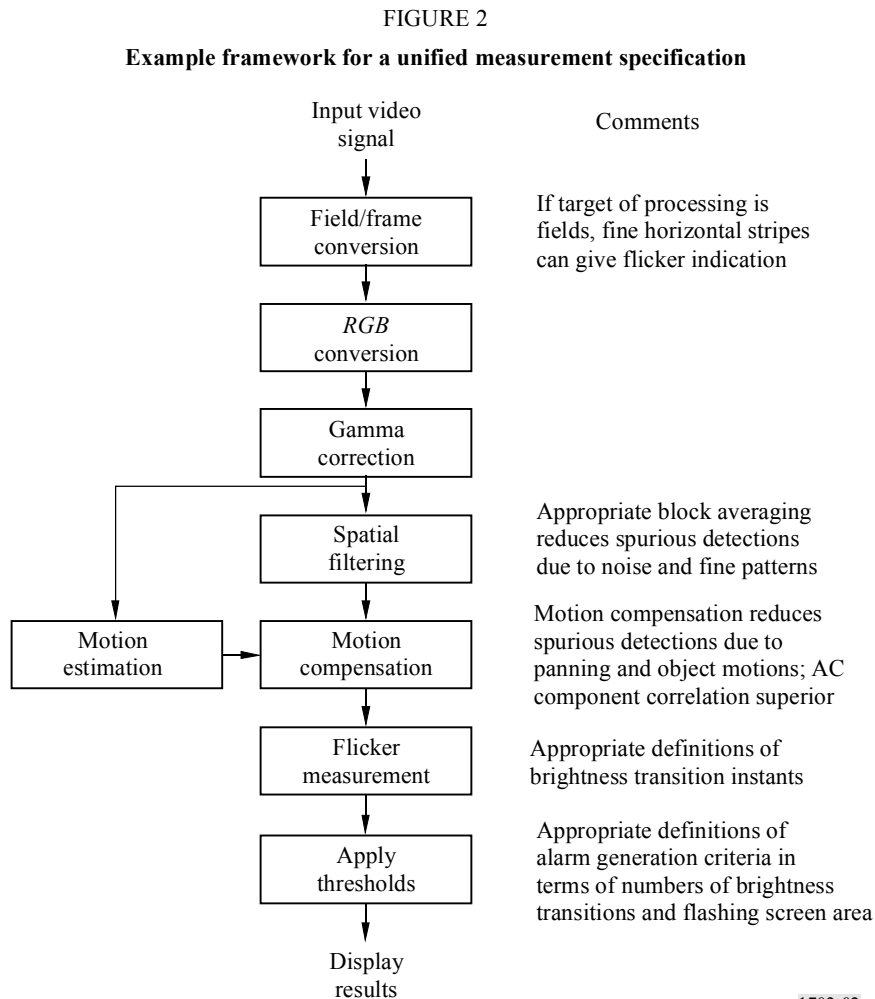 FIGURE 2
Example framework for a unified measurement specification
Input video
signal
Comments
Field/frame
conversion
If target of processing is
fields, fine horizontal stripes
can give flicker indication
RGB
conversion
Gamma
correction
Spatial
filtering
Appropriate block averaging
reduces spurious detections
due to noise and fine patterns
Motion
estimation
Motion
compensation
Motion compensation reduces
spurious detections due to
panning and object motions; AC
component correlation superior
Flicker
measurement
Appropriate definitions of
brightness transition instants
Apply
thresholds
Appropriate definitions of
alarm generation criteria in
terms of numbers of brightness
transitions and flashing screen area
Display
results